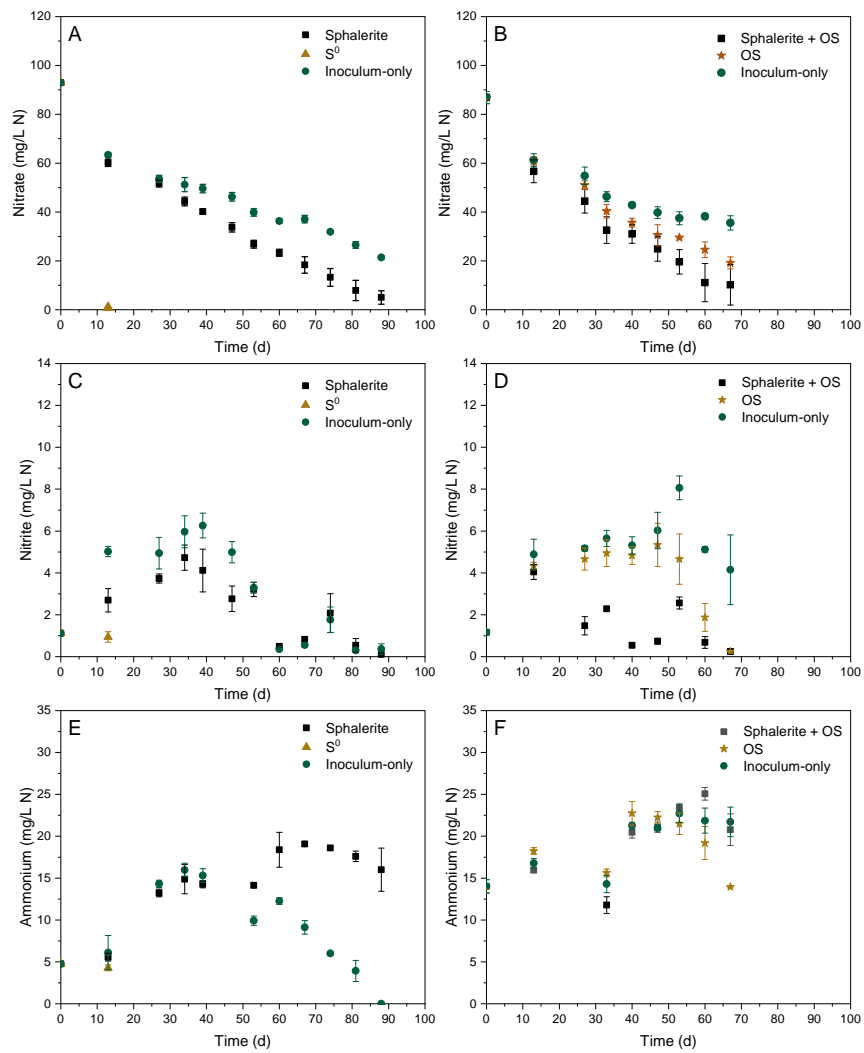 A
Sphalerite
S⁰
Inoculum-only
120
100
80
60
40
20
0
Nitrate (mg/L N)
0 10 20 30 40 50 60 70 80 90 100
Time (d)
B
Sphalerite + OS
OS
Inoculum-only
120
100
80
60
40
20
0
Nitrate (mg/L N)
0 10 20 30 40 50 60 70 80 90 100
Time (d)
C
Sphalerite
S⁰
Inoculum-only
14
12
10
8
6
4
2
0
Nitrite (mg/L N)
0 10 20 30 40 50 60 70 80 90 100
Time (d)
D
Sphalerite + OS
OS
Inoculum-only
14
12
10
8
6
4
2
0
Nitrite (mg/L N)
0 10 20 30 40 50 60 70 80 90 100
Time (d)
E
Sphalerite
S⁰
Inoculum-only
35
30
25
20
15
10
5
0
Ammonium (mg/L N)
0 10 20 30 40 50 60 70 80 90 100
Time (d)
F
Sphalerite + OS
OS
Inoculum-only
35
30
25
20
15
10
5
0
Ammonium (mg/L N)
0 10 20 30 40 50 60 70 80 90 100
Time (d)